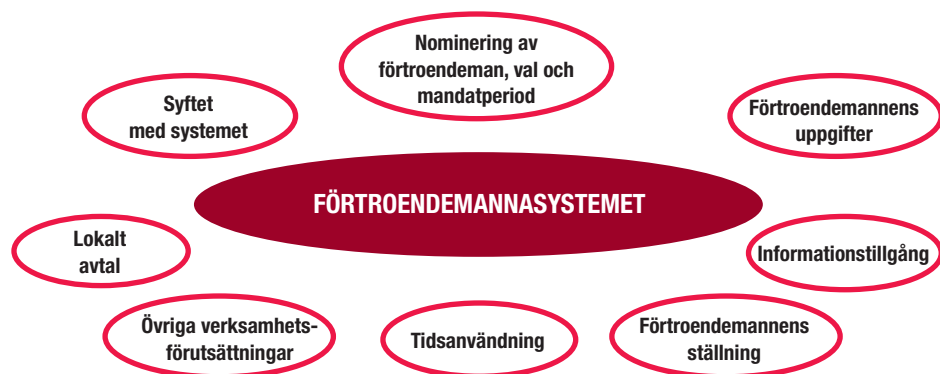 Nominering av
förtroendeman, val och
mandatperiod
Syftet
med systemet
Förtroendemannens
uppgifter
FÖRTROENDEMANNASYSTEMET
Lokalt
avtal
Informationstillgång
Övriga verksamhets-
förutsättningar
Tidsanvändning
Förtroendemannens
ställning